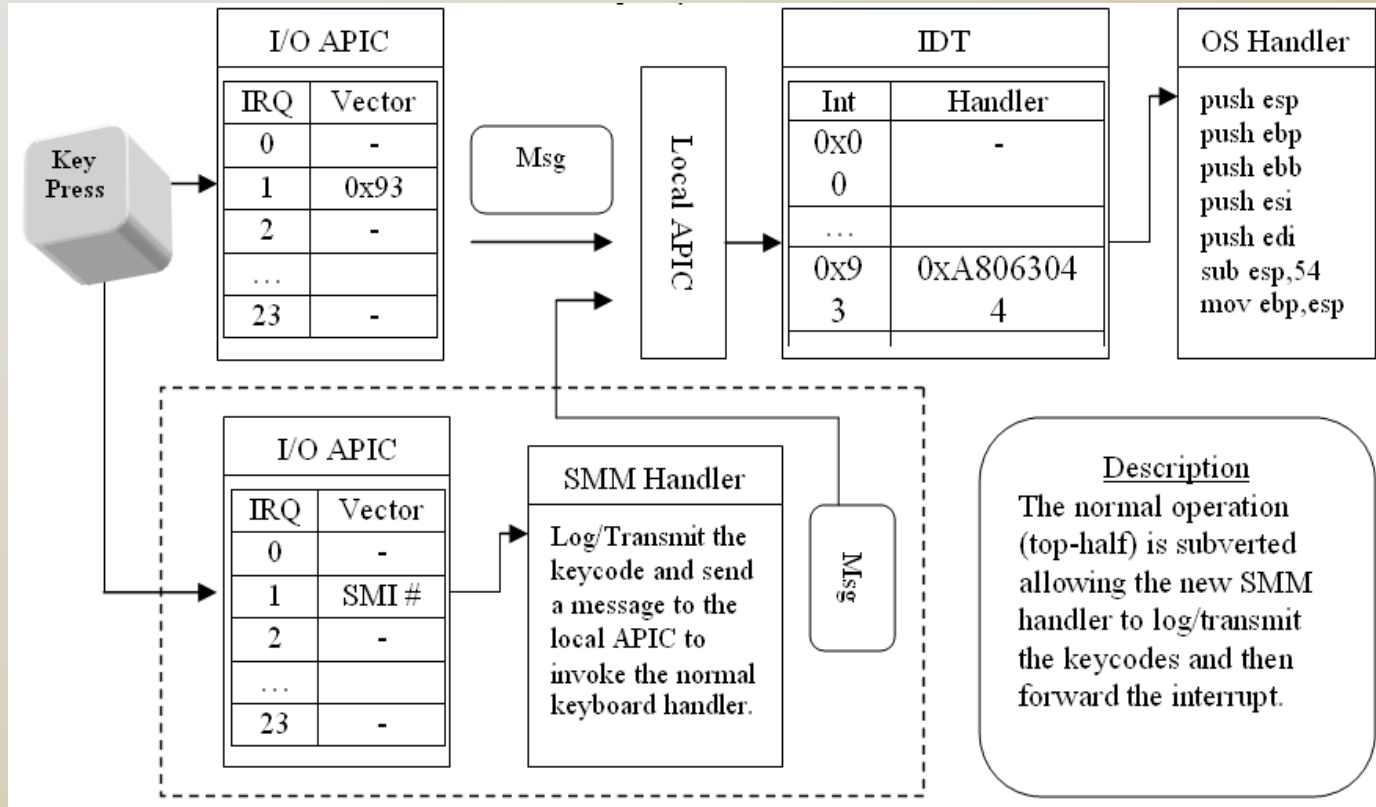 Key
Press
I/O APIC
IRQ Vector
0 -
1 0x93
2 -
...
23 -
Msg
Local APIC
IDT
Int Handler
0x0 -
0
...
0x9 0xA806304
3 4
OS Handler
push esp
push ebp
push ebb
push esi
push edi
sub esp,54
mov ebp,esp
I/O APIC
IRQ Vector
0 -
1 SMI #
2 -
...
23 -
SMM Handler
Log/Transmit the
keycode and send
a message to the
local APIC to
invoke the normal
keyboard handler.
Msg
Description
The normal operation
(top-half) is subverted
allowing the new SMM
handler to log/transmit
the keycodes and then
forward the interrupt.